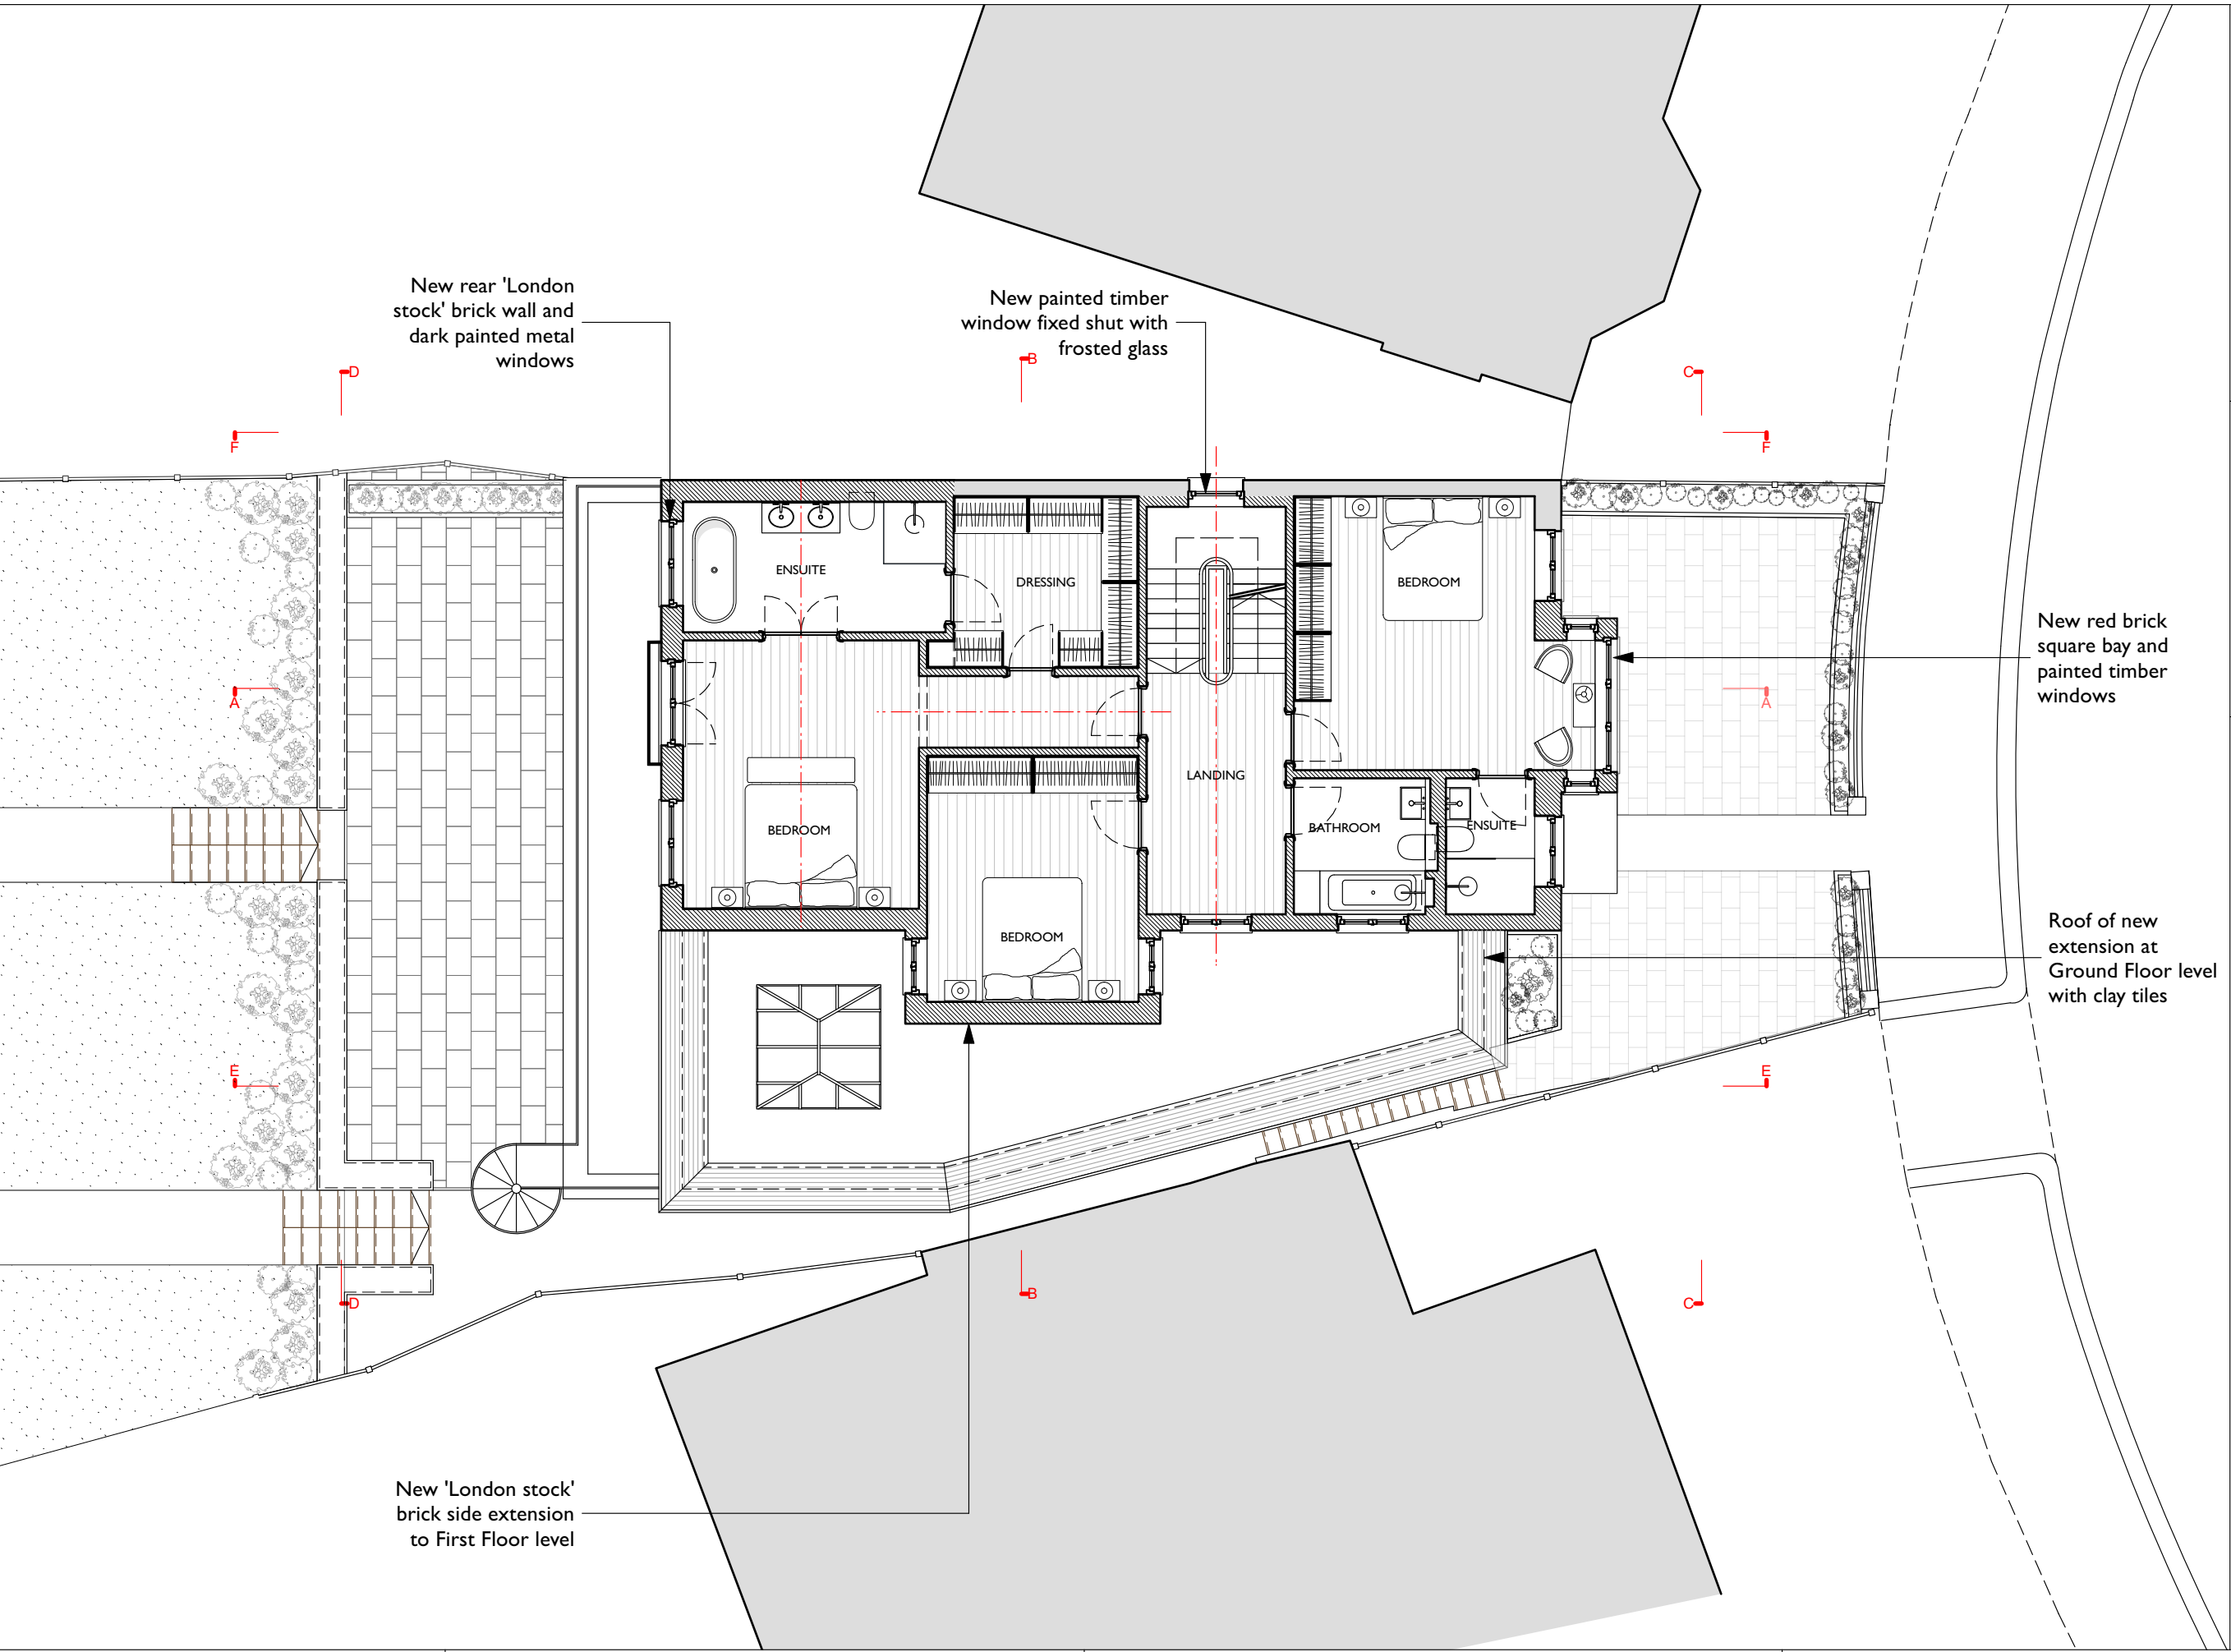 New rear 'London
stock' brick wall and
dark painted metal
windows
New painted timber
window fixed shut with
frosted glass
D
B
C
F
F
ENSUITE
DRESSING
BEDROOM
New red brick
square bay and
painted timber
windows
A
A
LANDING
BEDROOM
BATHROOM
ENSUITE
BEDROOM
Roof of new
extension at
Ground Floor level
with clay tiles
E
E
D
B
C
New 'London stock'
brick side extension
to First Floor level